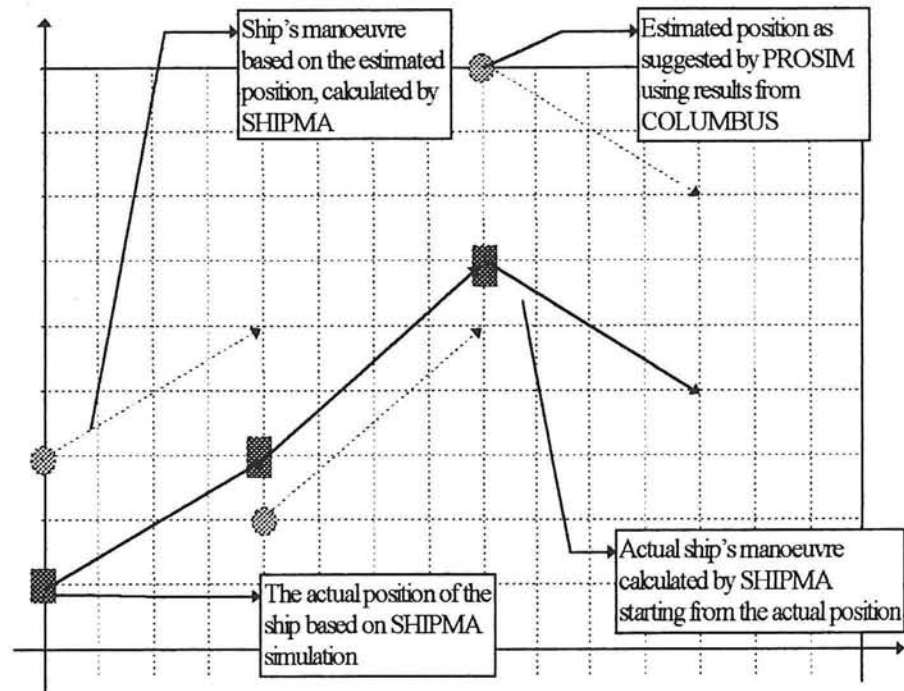 Ship's manoeuvre
based on the estimated
position, calculated by
SHIPMA
Estimated position as
suggested by PROSIM
using results from
COLUMBUS
Actual ship's manoeuvre
calculated by SHIPMA
starting from the actual position
The actual position of the
ship based on SHIPMA
simulation